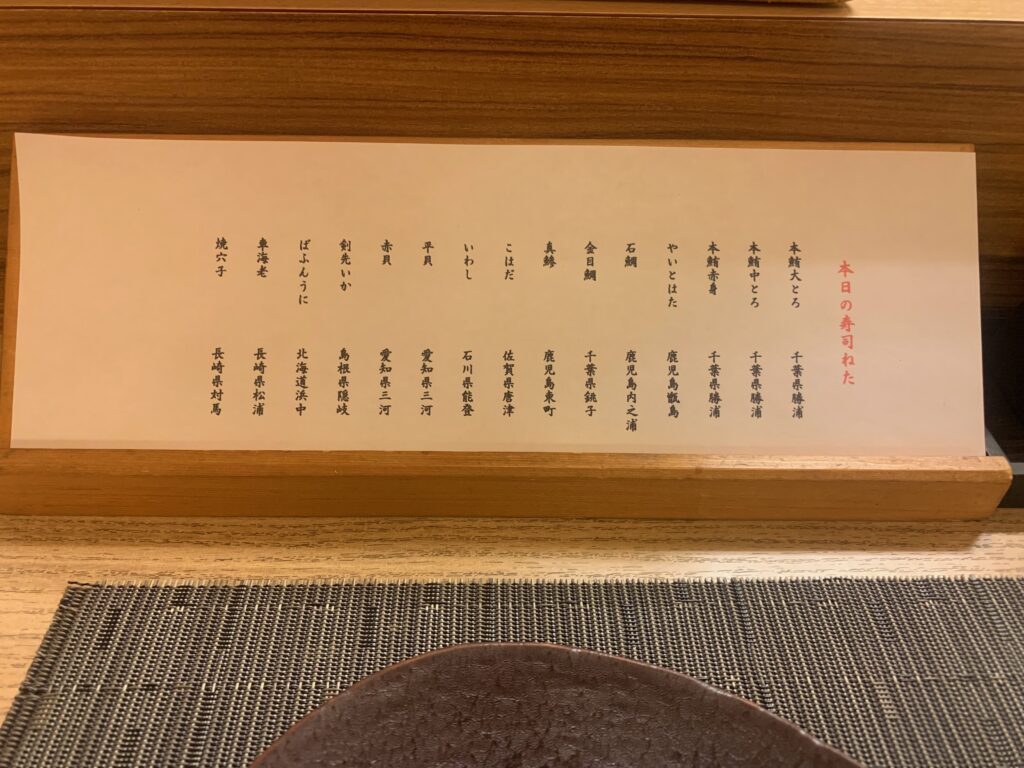 本日の寿司ねた
本鮪大とろ 千葉県勝浦
本鮪中とろ 千葉県勝浦
本鮪赤身 千葉県勝浦
やいとはた 鹿児島甑島
石鯛 鹿児島内之浦
金目鯛 千葉県銚子
真鯵 鹿児島東町
こはだ 佐賀県唐津
いわし 石川県能登
平貝 愛知県三河
赤貝 愛知県三河
剣先いか 島根県隠岐
ばふんうに 北海道浜中
車海老 長崎県松浦
焼穴子 長崎県対馬